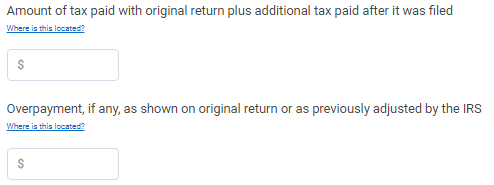 Amount of tax paid with original return plus additional tax paid after it was filed
Where is this located?
$
Overpayment, if any, as shown on original return or as previously adjusted by the IRS
Where is this located?
$